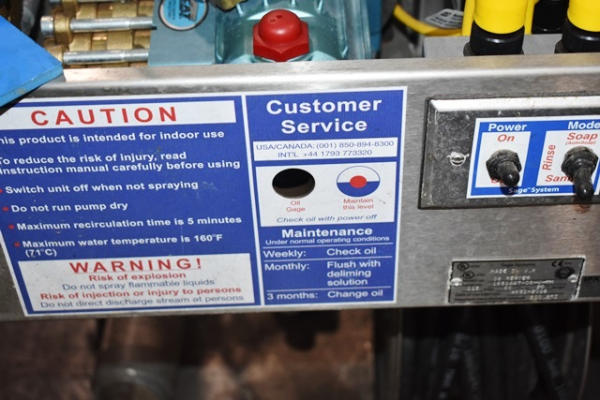 CAUTION
This product is intended for indoor use
To reduce the risk of injury, read
instruction manual carefully before using
Switch unit off when not spraying
Do not run pump dry
Maximum recirculation time is 5 minutes
Maximum water temperature is 160°F
(71°C)
WARNING!
Risk of explosion
Do not spray flammable liquids
Risk of injection or injury to persons
Do not direct discharge stream at persons
Customer
Service
USA/CANADA: (001) 850-894-8300
INT'L +44 1793 773320
Oil
Gage
Maintain
this level
Check oil with power off
Maintenance
Under normal operating conditions
Weekly: Check oil
Monthly: Flush with
deliming
solution
3 months: Change oil
Power
On
Mode
Soap
Rinse
Sage System
CAT